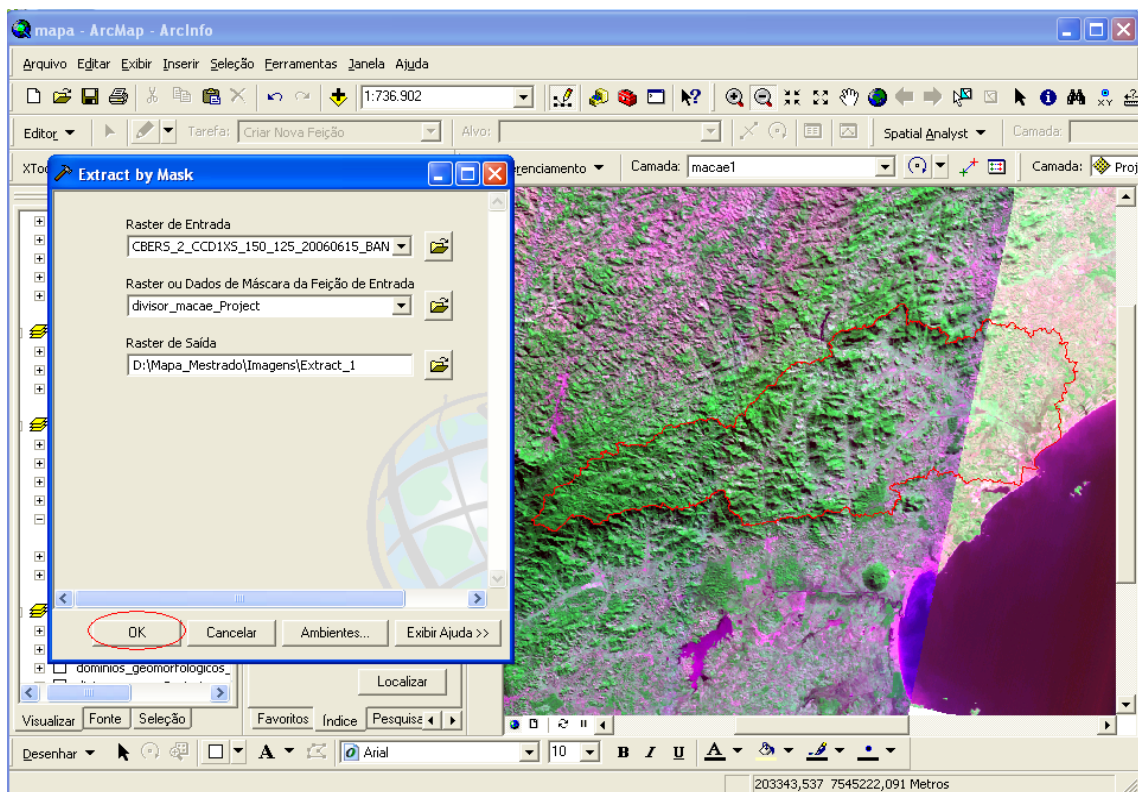 mapa - ArcMap - ArcInfo
Arquivo Editar Exibir Inserir Seleção Ferramentas Janela Ajuda
1:736.902
Editor Tarefa: Criar Nova Feição Alvo: Spatial Analyst Camada:
XToo
erenciamento Camada: macae1 Camada: Proj
Extract by Mask
Raster de Entrada
CBERS_2_CCD1XS_150_125_20060615_BAN
Raster ou Dados de Máscara da Feição de Entrada
divisor_macae_Project
Raster de Saída
D:\Mapa_Mestrado\Imagens\Extract_1
OK Cancelar Ambientes... Exibir Ajuda >>
dominios_geomorfologicos_
Localizar
Visualizar Fonte Seleção Favoritos Índice Pesquisa
Desenhar A Arial 10 B I U A
203343,537 7545222,091 Metros